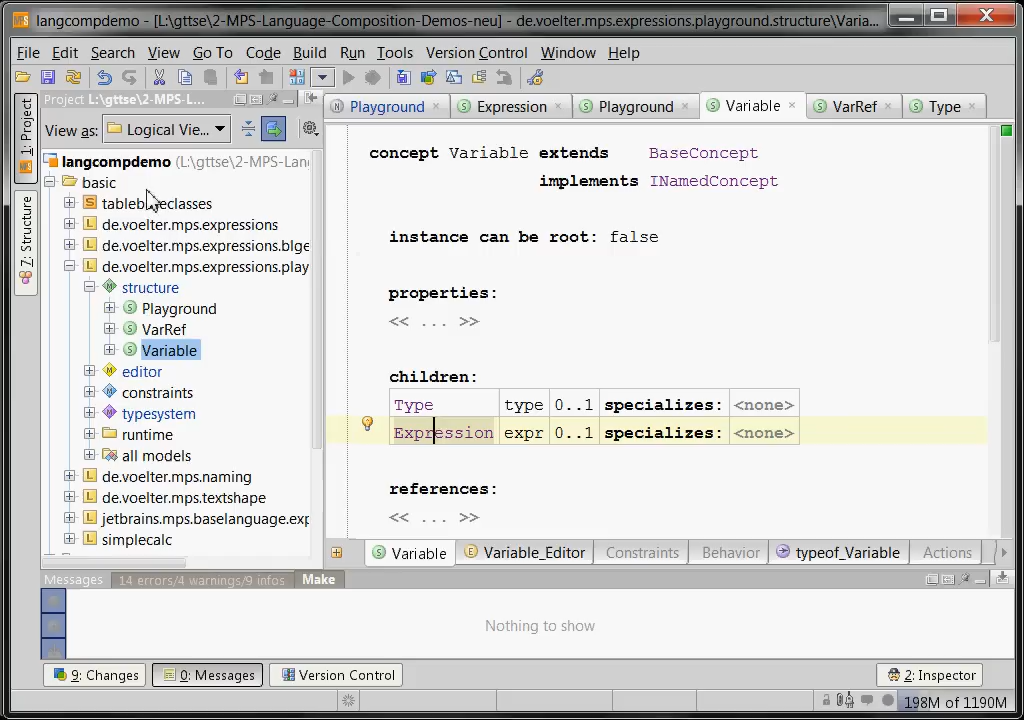 langcompdemo - [L:\gttse\2-MPS-Language-Composition-Demos-neu] - de.voelter.mps.expressions.playground.structure\Varia...
File Edit Search View Go To Code Build Run Tools Version Control Window Help
Project L:\gttse\2-MPS-L...
Playground Expression Playground Variable VarRef Type
1: Project
Z: Structure
View as: Logical Vie...
langcompdemo (L:\gttse\2-MPS-Lang
basic
de.voelter.mps.expressions
de.voelter.mps.expressions.blge
de.voelter.mps.expressions.play
structure
Playground
VarRef
Variable
editor
constraints
typesystem
runtime
all models
de.voelter.mps.naming
de.voelter.mps.textshape
jetbrains.mps.baselanguage.exp
simplecalc
concept Variable extends BaseConcept
implements INamedConcept
instance can be root: false
properties:
<< ... >>
children:
Type type 0..1 specializes: <none>
Expression expr 0..1 specializes: <none>
references:
<< ... >>
Variable Variable_Editor Constraints Behavior typeof_Variable Actions
Messages 14 errors/4 warnings/9 infos Make
Nothing to show
9: Changes 0: Messages Version Control 2: Inspector
198M of 1190M